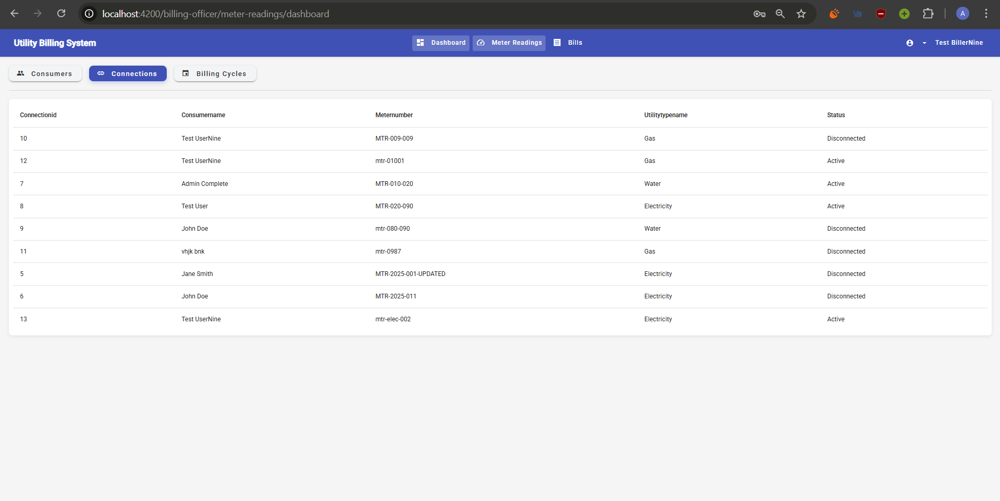 localhost:4200/billing-officer/meter-readings/dashboard
A
Utility Billing System
Dashboard
Meter Readings
Bills
Test BillerNine
Consumers
Connections
Billing Cycles
Connectionid Consumername Meternumber Utilitytypename Status
10 Test UserNine MTR-009-009 Gas Disconnected
12 Test UserNine mtr-01001 Gas Active
7 Admin Complete MTR-010-020 Water Active
8 Test User MTR-020-090 Electricity Active
9 John Doe mtr-080-090 Water Disconnected
11 vhjk bnk mtr-0987 Gas Disconnected
5 Jane Smith MTR-2025-001-UPDATED Electricity Disconnected
6 John Doe MTR-2025-011 Electricity Disconnected
13 Test UserNine mtr-elec-002 Electricity Active